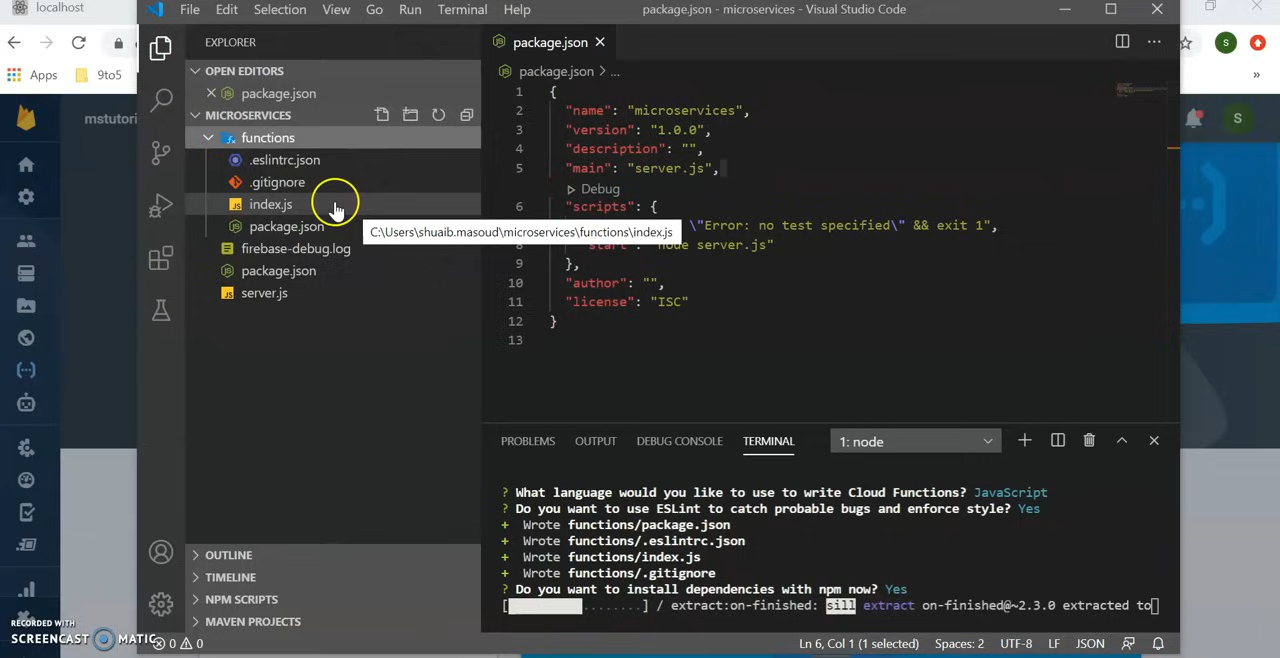 localhost
File Edit Selection View Go Run Terminal Help
package.json - microservices - Visual Studio Code
Apps 9to5
S
»
mstutori
S
EXPLORER
OPEN EDITORS
package.json
MICROSERVICES
functions
.eslintrc.json
.gitignore
index.js
package.json
firebase-debug.log
package.json
server.js
C:\Users\shuaib.masoud\microservices\functions\index.js
OUTLINE
TIMELINE
NPM SCRIPTS
MAVEN PROJECTS
package.json
package.json > ...
1 {
2 "name": "microservices",
3 "version": "1.0.0",
4 "description": "",
5 "main": "server.js",
Debug
6 "scripts": {
\"Error: no test specified\" && exit 1",
8 "start": "node server.js"
9 },
10 "author": "",
11 "license": "ISC"
12 }
13
PROBLEMS OUTPUT DEBUG CONSOLE TERMINAL 1: node
? What language would you like to use to write Cloud Functions? JavaScript
? Do you want to use ESLint to catch probable bugs and enforce style? Yes
+ Wrote functions/package.json
+ Wrote functions/.eslintrc.json
+ Wrote functions/index.js
+ Wrote functions/.gitignore
? Do you want to install dependencies with npm now? Yes
[ ........] / extract:on-finished: sill extract on-finished@~2.3.0 extracted to
0 0
Ln 6, Col 1 (1 selected) Spaces: 2 UTF-8 LF JSON
RECORDED WITH
SCREENCAST MATIC